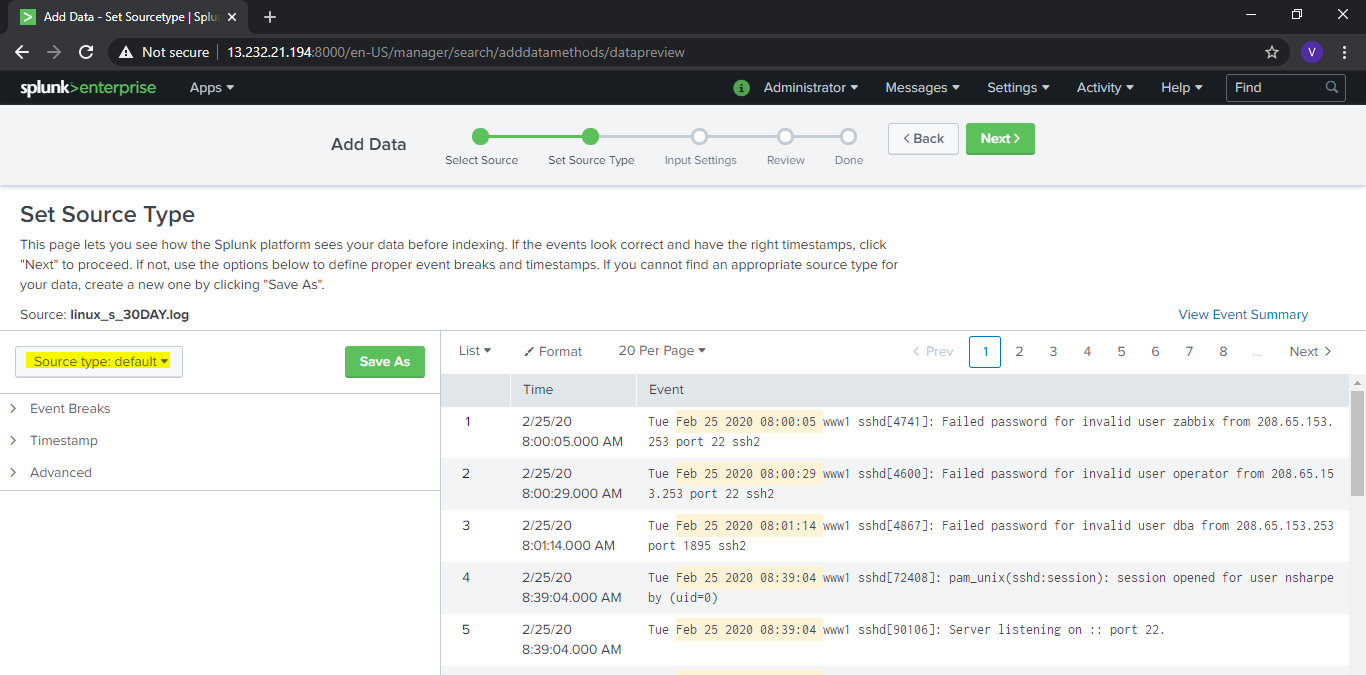 Add Data - Set Sourcetype | Splu
Not secure
13.232.21.194:8000/en-US/manager/search/adddatamethods/datapreview
V
splunk>enterprise
Apps
i
Administrator
Messages
Settings
Activity
Help
Find
Add Data
Select Source
Set Source Type
Input Settings
Review
Done
< Back
Next >
Set Source Type
This page lets you see how the Splunk platform sees your data before indexing. If the events look correct and have the right timestamps, click
"Next" to proceed. If not, use the options below to define proper event breaks and timestamps. If you cannot find an appropriate source type for
your data, create a new one by clicking "Save As".
Source: linux_s_30DAY.log
View Event Summary
Source type: default
Save As
Event Breaks
Timestamp
Advanced
List
Format
20 Per Page
< Prev
1
2
3
4
5
6
7
8
...
Next >
Time
Event
1
2/25/20
8:00:05.000 AM
Tue Feb 25 2020 08:00:05 www1 sshd[4741]: Failed password for invalid user zabbix from 208.65.153.
253 port 22 ssh2
2
2/25/20
8:00:29.000 AM
Tue Feb 25 2020 08:00:29 www1 sshd[4600]: Failed password for invalid user operator from 208.65.15
3.253 port 22 ssh2
3
2/25/20
8:01:14.000 AM
Tue Feb 25 2020 08:01:14 www1 sshd[4867]: Failed password for invalid user dba from 208.65.153.253
port 1895 ssh2
4
2/25/20
8:39:04.000 AM
Tue Feb 25 2020 08:39:04 www1 sshd[72408]: pam_unix(sshd:session): session opened for user nsharpe
by (uid=0)
5
2/25/20
8:39:04.000 AM
Tue Feb 25 2020 08:39:04 www1 sshd[90106]: Server listening on :: port 22.